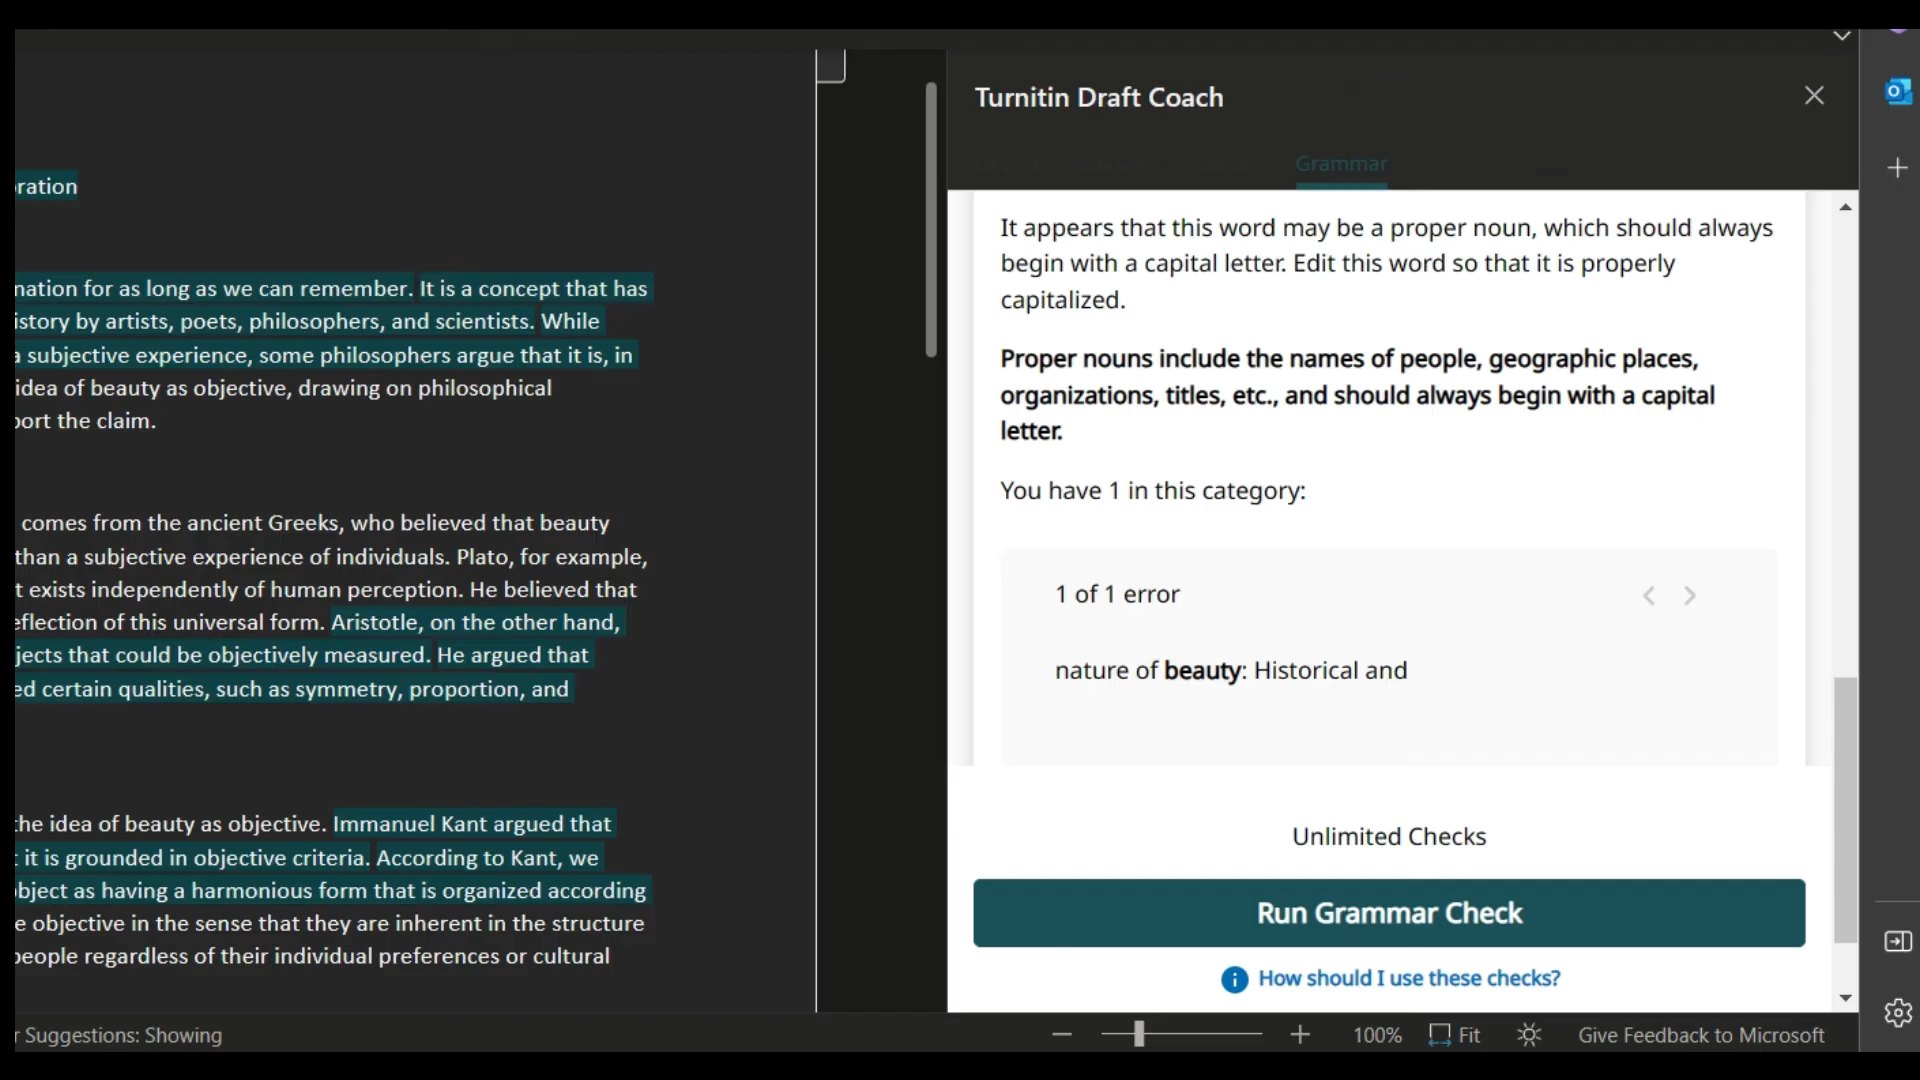 Turnitin Draft Coach
Grammar
oration
nation for as long as we can remember. It is a concept that has
istory by artists, poets, philosophers, and scientists. While
a subjective experience, some philosophers argue that it is, in
idea of beauty as objective, drawing on philosophical
port the claim.
comes from the ancient Greeks, who believed that beauty
than a subjective experience of individuals. Plato, for example,
t exists independently of human perception. He believed that
eflection of this universal form. Aristotle, on the other hand,
jects that could be objectively measured. He argued that
ed certain qualities, such as symmetry, proportion, and
the idea of beauty as objective. Immanuel Kant argued that
t it is grounded in objective criteria. According to Kant, we
object as having a harmonious form that is organized according
e objective in the sense that they are inherent in the structure
people regardless of their individual preferences or cultural
It appears that this word may be a proper noun, which should always
begin with a capital letter. Edit this word so that it is properly
capitalized.
Proper nouns include the names of people, geographic places,
organizations, titles, etc., and should always begin with a capital
letter.
You have 1 in this category:
1 of 1 error
nature of beauty: Historical and
Unlimited Checks
Run Grammar Check
How should I use these checks?
r Suggestions: Showing
100%
Fit
Give Feedback to Microsoft